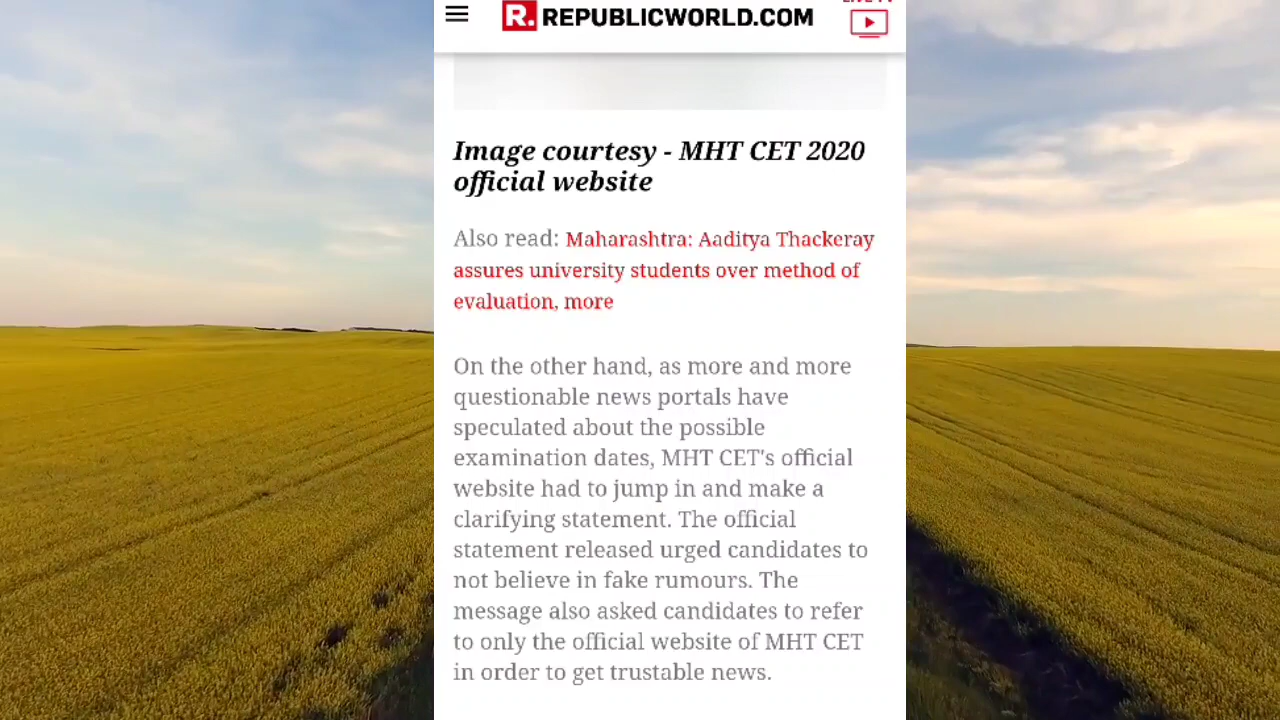 R. REPUBLICWORLD.COM
Image courtesy - MHT CET 2020
official website
Also read: Maharashtra: Aaditya Thackeray
assures university students over method of
evaluation, more
On the other hand, as more and more
questionable news portals have
speculated about the possible
examination dates, MHT CET's official
website had to jump in and make a
clarifying statement. The official
statement released urged candidates to
not believe in fake rumours. The
message also asked candidates to refer
to only the official website of MHT CET
in order to get trustable news.